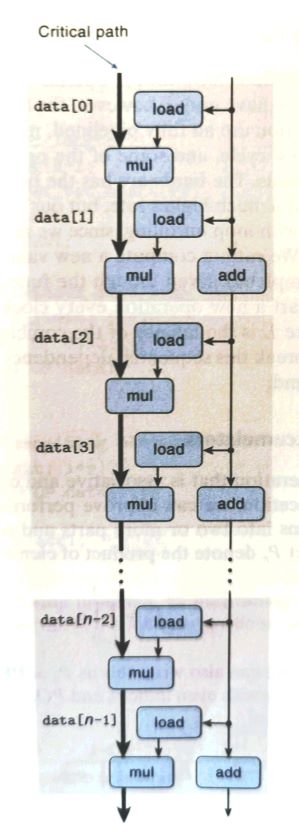 Critical path
data[0]
load
mul
data[1]
load
mul
add
data[2]
load
mul
data[3]
load
mul
add
data[n-2]
load
mul
data[n-1]
load
mul
add